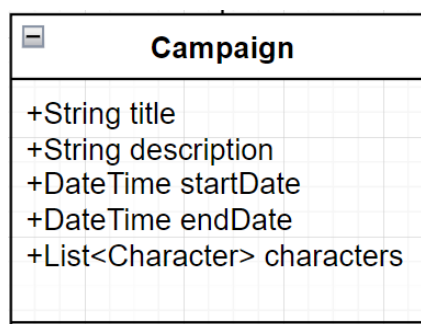 Campaign
+String title
+String description
+DateTime startDate
+DateTime endDate
+List<Character> characters